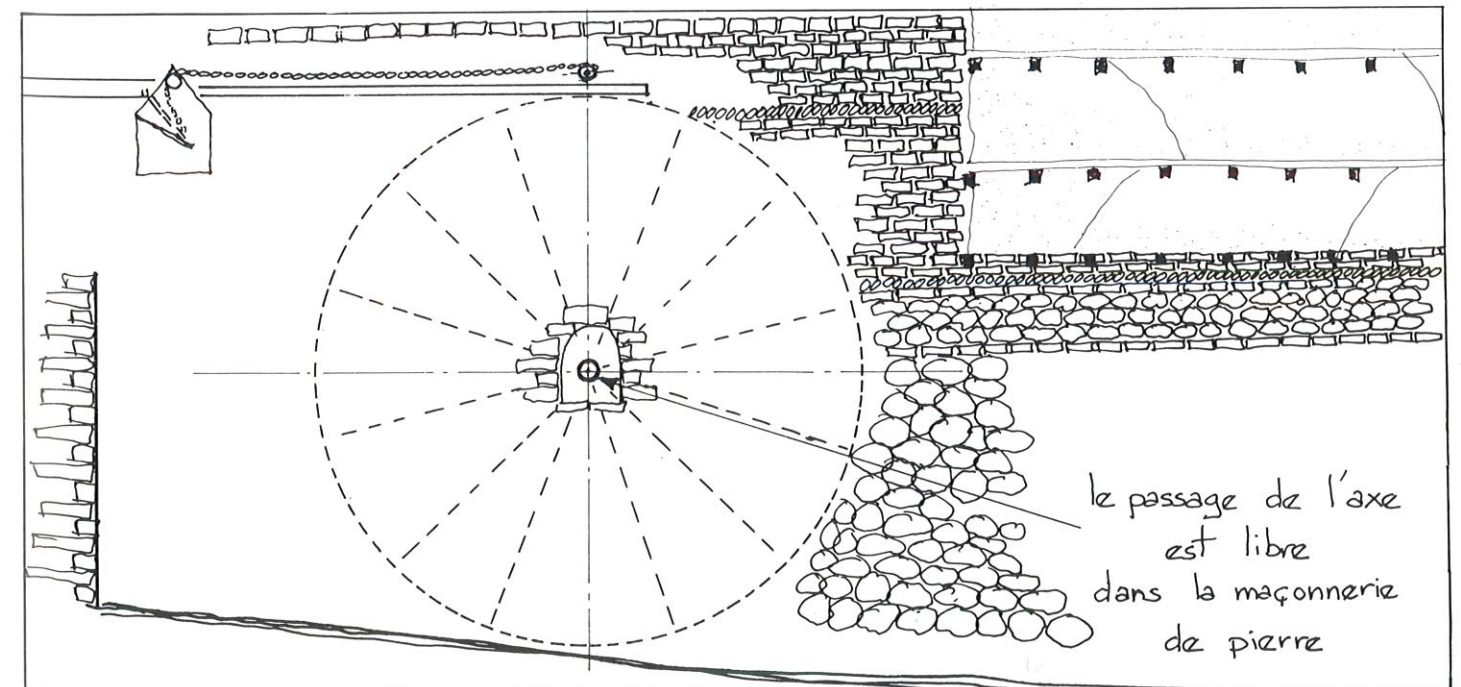 le passage de l'axe
est libre
dans la maçonnerie
de pierre